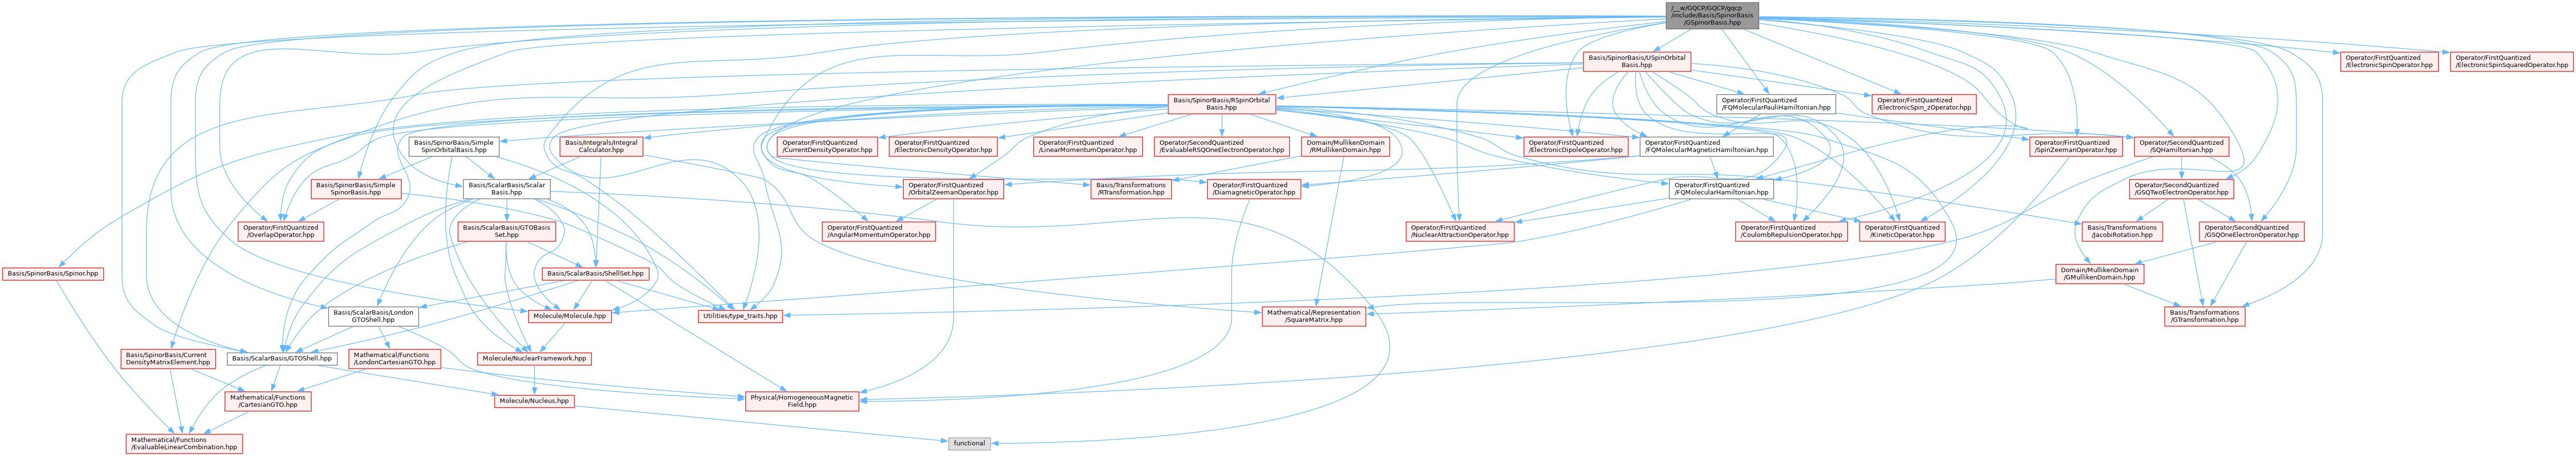 /__w/GQCP/GQCP/gqcp
/include/Basis/SpinorBasis
/GSpinorBasis.hpp
Basis/SpinorBasis/USpinOrbital
Basis.hpp
Operator/FirstQuantized
/ElectronicSpinOperator.hpp
Operator/FirstQuantized
/ElectronicSpinSquaredOperator.hpp
Basis/SpinorBasis/RSpinOrbital
Basis.hpp
Operator/FirstQuantized
/FQMolecularPauliHamiltonian.hpp
Operator/FirstQuantized
/ElectronicSpin_zOperator.hpp
Basis/SpinorBasis/Simple
SpinOrbitalBasis.hpp
Basis/Integrals/Integral
Calculator.hpp
Operator/FirstQuantized
/CurrentDensityOperator.hpp
Operator/FirstQuantized
/ElectronicDensityOperator.hpp
Operator/FirstQuantized
/LinearMomentumOperator.hpp
Operator/SecondQuantized
/EvaluableRSQOneElectronOperator.hpp
Domain/MullikenDomain
/RMullikenDomain.hpp
Operator/FirstQuantized
/ElectronicDipoleOperator.hpp
Operator/FirstQuantized
/FQMolecularMagneticHamiltonian.hpp
Operator/FirstQuantized
/SpinZeemanOperator.hpp
Operator/SecondQuantized
/SQHamiltonian.hpp
Basis/SpinorBasis/Simple
SpinorBasis.hpp
Basis/ScalarBasis/Scalar
Basis.hpp
Operator/FirstQuantized
/OrbitalZeemanOperator.hpp
Basis/Transformations
/RTransformation.hpp
Operator/FirstQuantized
/DiamagneticOperator.hpp
Operator/FirstQuantized
/FQMolecularHamiltonian.hpp
Operator/SecondQuantized
/GSQTwoElectronOperator.hpp
Operator/FirstQuantized
/OverlapOperator.hpp
Basis/ScalarBasis/GTOBasis
Set.hpp
Operator/FirstQuantized
/AngularMomentumOperator.hpp
Operator/FirstQuantized
/NuclearAttractionOperator.hpp
Operator/FirstQuantized
/CoulombRepulsionOperator.hpp
Operator/FirstQuantized
/KineticOperator.hpp
Basis/Transformations
/JacobiRotation.hpp
Operator/SecondQuantized
/GSQOneElectronOperator.hpp
Basis/SpinorBasis/Spinor.hpp
Basis/ScalarBasis/ShellSet.hpp
Domain/MullikenDomain
/GMullikenDomain.hpp
Basis/ScalarBasis/London
GTOShell.hpp
Molecule/Molecule.hpp
Utilities/type_traits.hpp
Mathematical/Representation
/SquareMatrix.hpp
Basis/Transformations
/GTransformation.hpp
Basis/SpinorBasis/Current
DensityMatrixElement.hpp
Basis/ScalarBasis/GTOShell.hpp
Mathematical/Functions
/LondonCartesianGTO.hpp
Molecule/NuclearFramework.hpp
Mathematical/Functions
/CartesianGTO.hpp
Molecule/Nucleus.hpp
Physical/HomogeneousMagnetic
Field.hpp
Mathematical/Functions
/EvaluableLinearCombination.hpp
functional